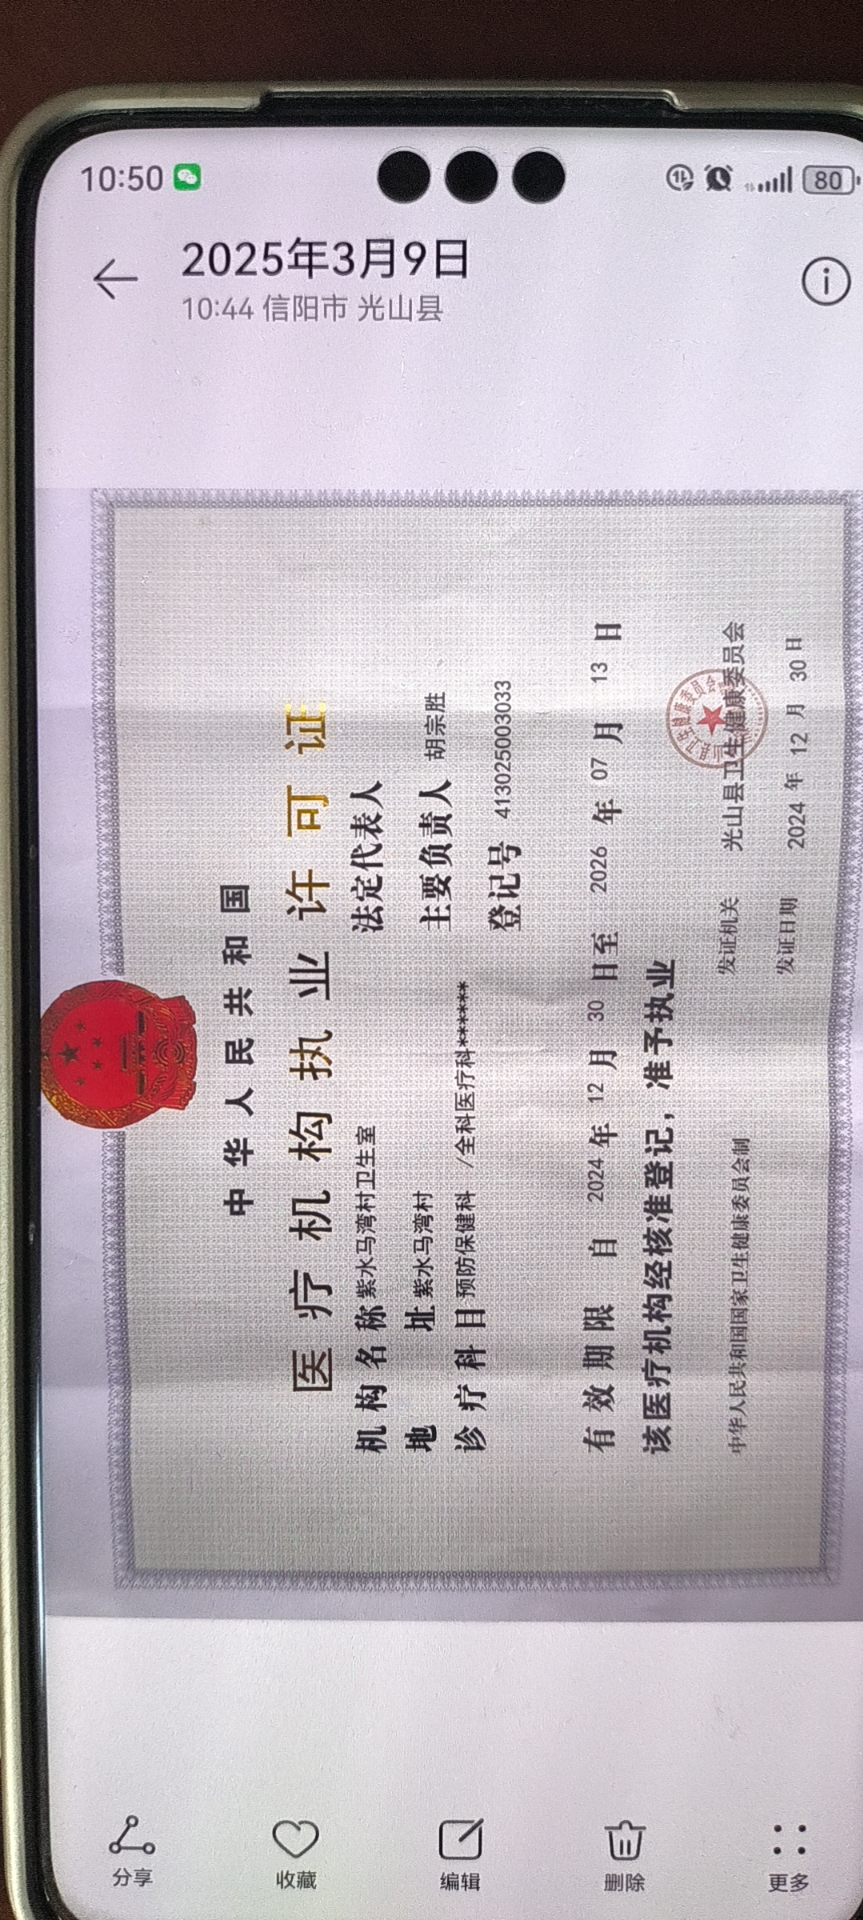 10:50
80
2025年3月9日
10:44 信阳市 光山县
中华人民共和国
医疗机构执业许可证
机构名称 紫水马湾村卫生室 法定代表人
地址 紫水马湾村 主要负责人 胡宗胜
诊疗科目 预防保健科 /全科医疗科****** 登记号 413025003033
有效期限 自 2024 年 12 月 30 日至 2026 年 07 月 13 日
该医疗机构经核准登记，准予执业
中华人民共和国国家卫生健康委员会制 发证机关 光山县卫生健康委员会
发证日期 2024 年 12 月 30 日
分享 收藏 编辑 删除 更多